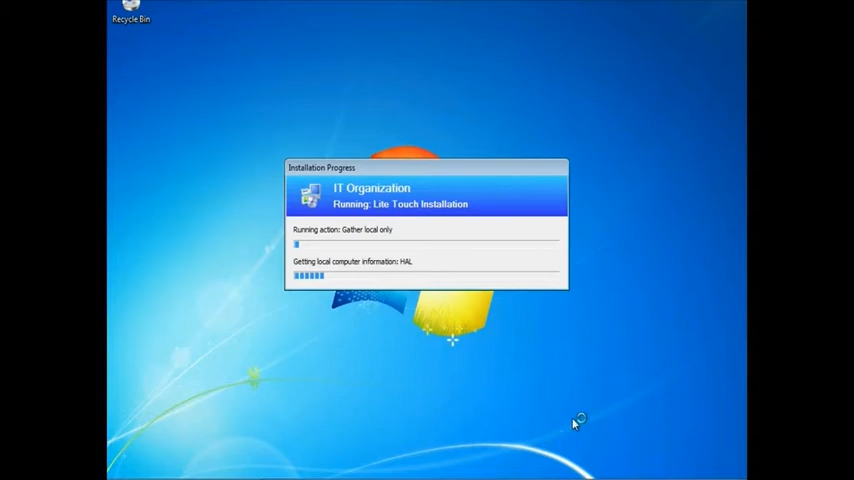 Recycle Bin
Installation Progress
IT Organization
Running: Lite Touch Installation
Running action: Gather local only
Getting local computer information: HAL